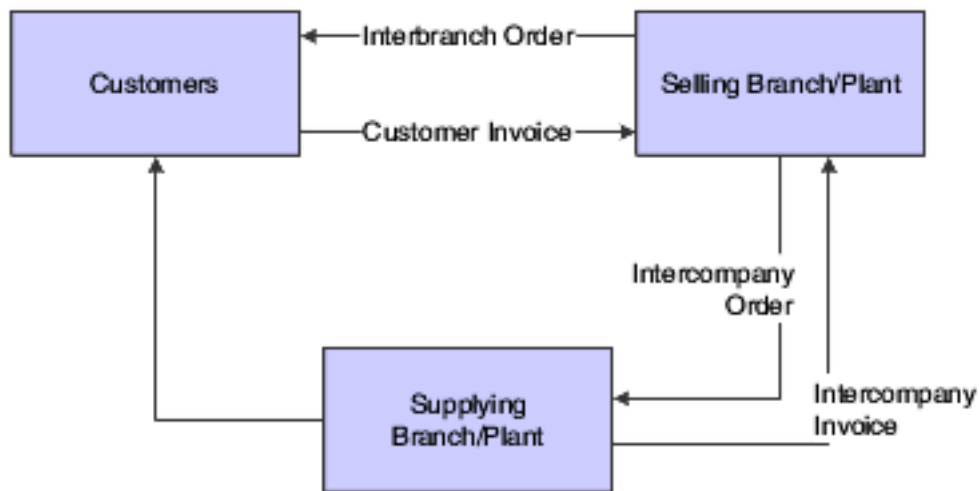 Customers
Interbranch Order
Selling Branch/Plant
Customer Invoice
Intercompany
Order
Supplying
Branch/Plant
Intercompany
Invoice